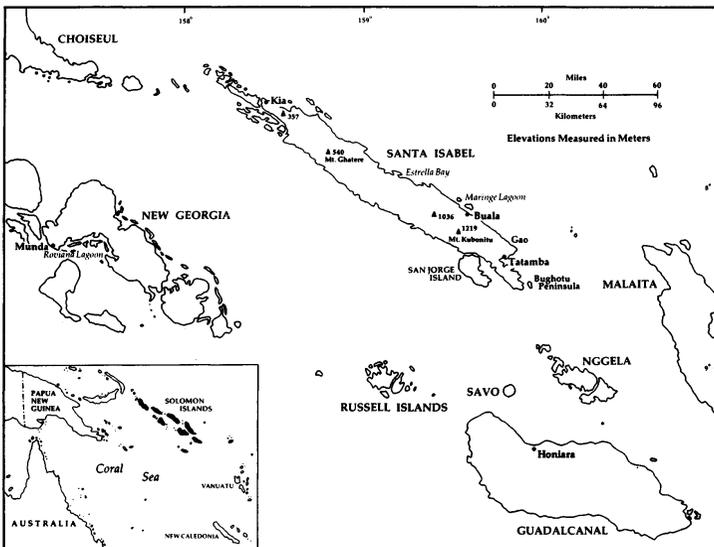 158°
159°
160°
CHOISEUL
Miles
0 20 40 60
0 32 64 96
Kilometers
Elevations Measured in Meters
Kia
357
540
Mt. Ghatere
SANTA ISABEL
Estrella Bay
Maringe Lagoon
1036
Buala
1219
Mt. Kubonitu
Gao
Tatamba
SAN JORGE
ISLAND
Bughotu
Peninsula
MALAITA
NEW GEORGIA
Munda
Roviana Lagoon
NGGELA
SAVO
RUSSELL ISLANDS
Honiara
GUADALCANAL
PAPUA
NEW
GUINEA
SOLOMON
ISLANDS
Coral
Sea
VANUATU
AUSTRALIA
NEW CALEDONIA